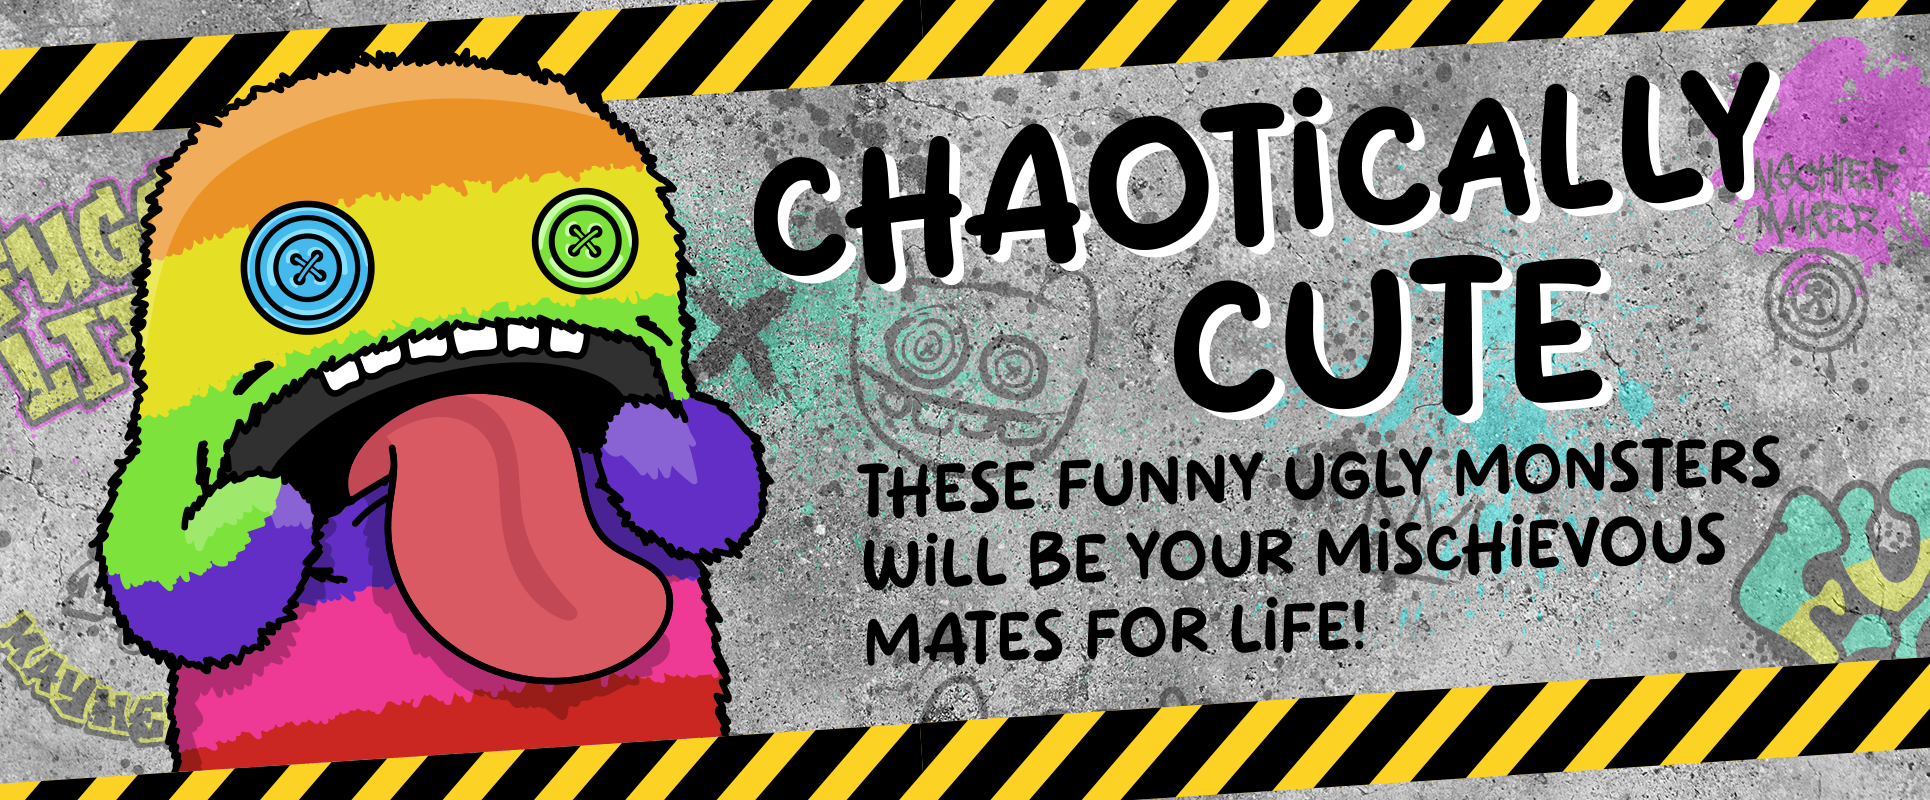 CHAOTICALLY
CUTE
THESE FUNNY UGLY MONSTERS
WILL BE YOUR MISCHIEVOUS
MATES FOR LIFE!
MISCHIEF
MAKER